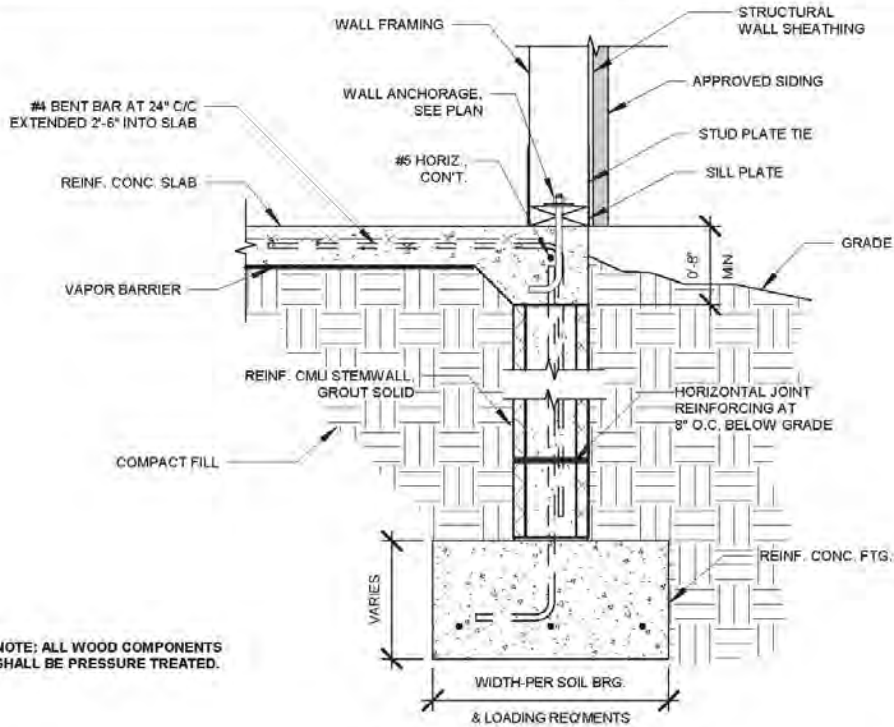 WALL FRAMING
STRUCTURAL
WALL SHEATHING
APPROVED SIDING
WALL ANCHORAGE,
SEE PLAN
#4 BENT BAR AT 24" C/C
EXTENDED 2'-6" INTO SLAB
STUD PLATE TIE
#5 HORIZ.,
CON'T.
SILL PLATE
REINF. CONC. SLAB
GRADE
0'-8"
MIN.
VAPOR BARRIER
REINF. CMU STEMWALL,
GROUT SOLID
HORIZONTAL JOINT
REINFORCING AT
8" O.C. BELOW GRADE
COMPACT FILL
REINF. CONC. FTG.
VARIES
NOTE: ALL WOOD COMPONENTS
SHALL BE PRESSURE TREATED.
WIDTH-PER SOIL BRG.
& LOADING REQ'MENTS